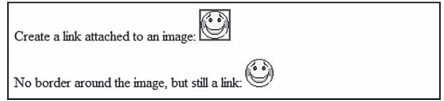 Create a link attached to an image:
No border around the image, but still a link: